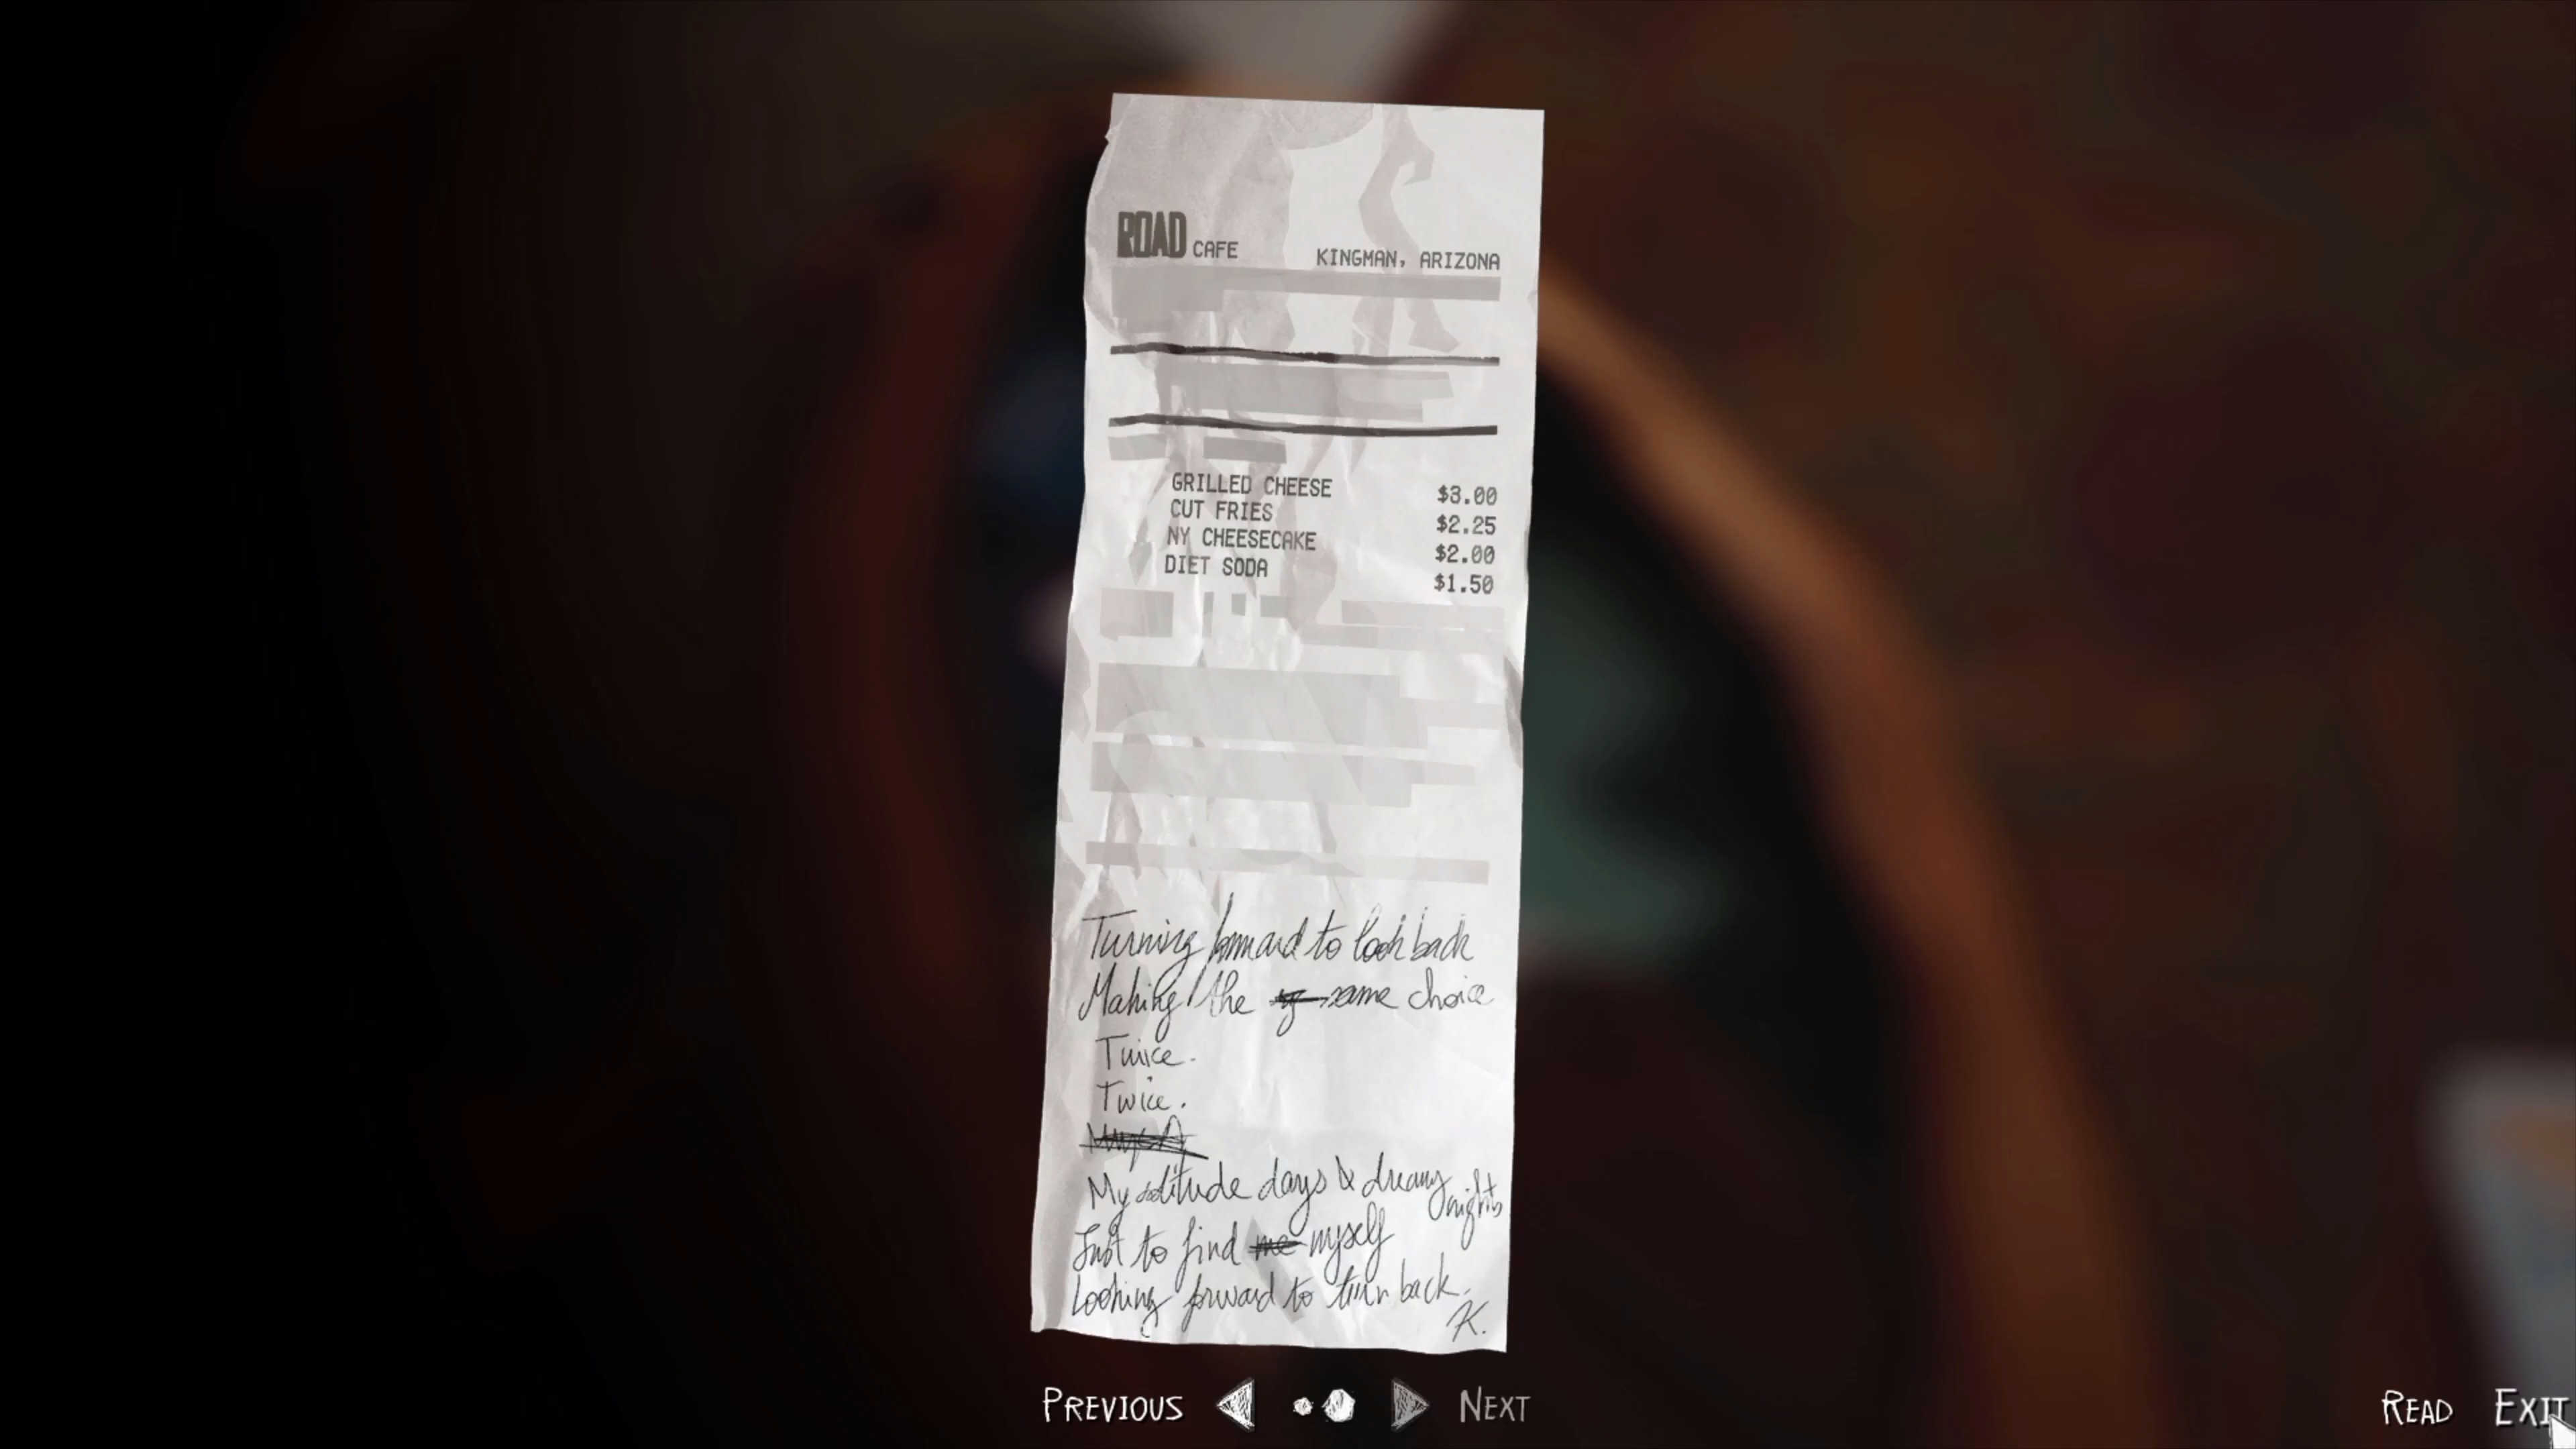 ROAD CAFE KINGMAN, ARIZONA
GRILLED CHEESE $3.00
CUT FRIES $2.25
NY CHEESECAKE $2.00
DIET SODA $1.50
Turning forward to look back
Making the same choice
Twice.
Twice.
My solitude days & dreamy nights
Just to find me myself
Looking forward to turn back.
K.
PREVIOUS NEXT
READ EXIT